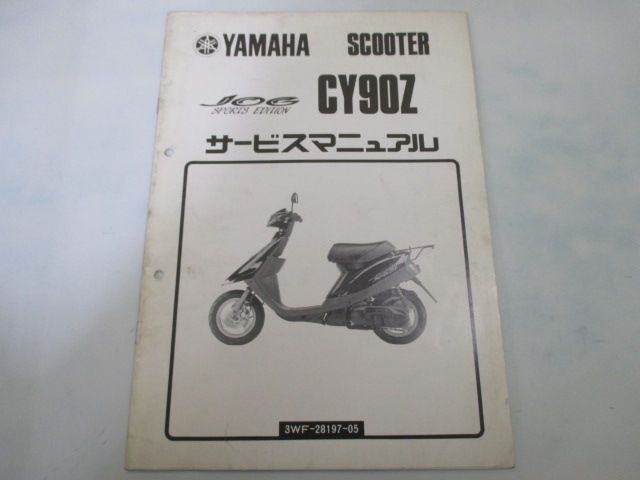 YAMAHA SCOOTER
JOG CY90Z
SPORTS EDITION
サービスマニュアル
3WF-28197-05